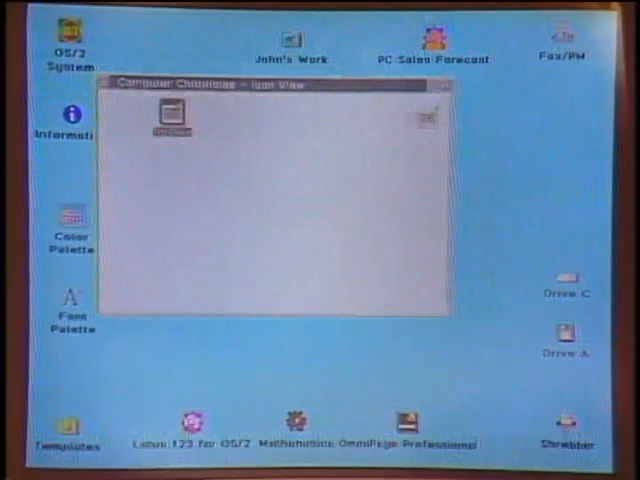 OS/2
System
John's Work
PC Sales Forecast
Fax/PM
Computer Chronicles - Icon View
Informati
Color
Palette
Font
Palette
Drive C
Drive A
Templates
Lotus 123 for OS/2
Mathematica
OmniPage Professional
Shredder